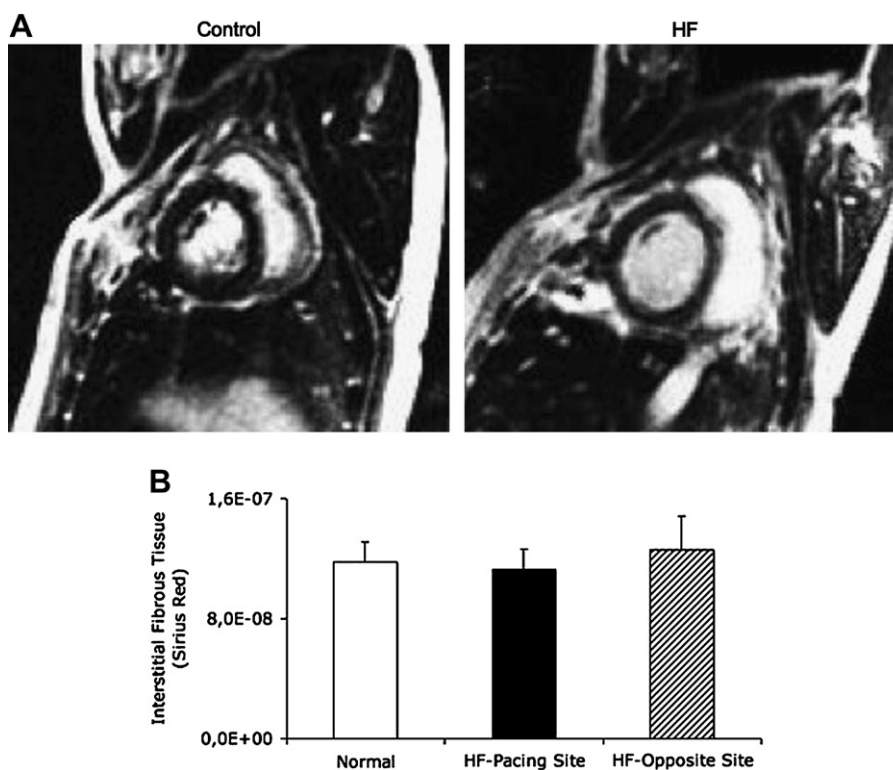 A
Control
HF
B
Interstitial Fibrous Tissue
(Sirius Red)
1,6E-07
8,0E-08
0,0E+00
Normal
HF-Pacing Site
HF-Opposite Site